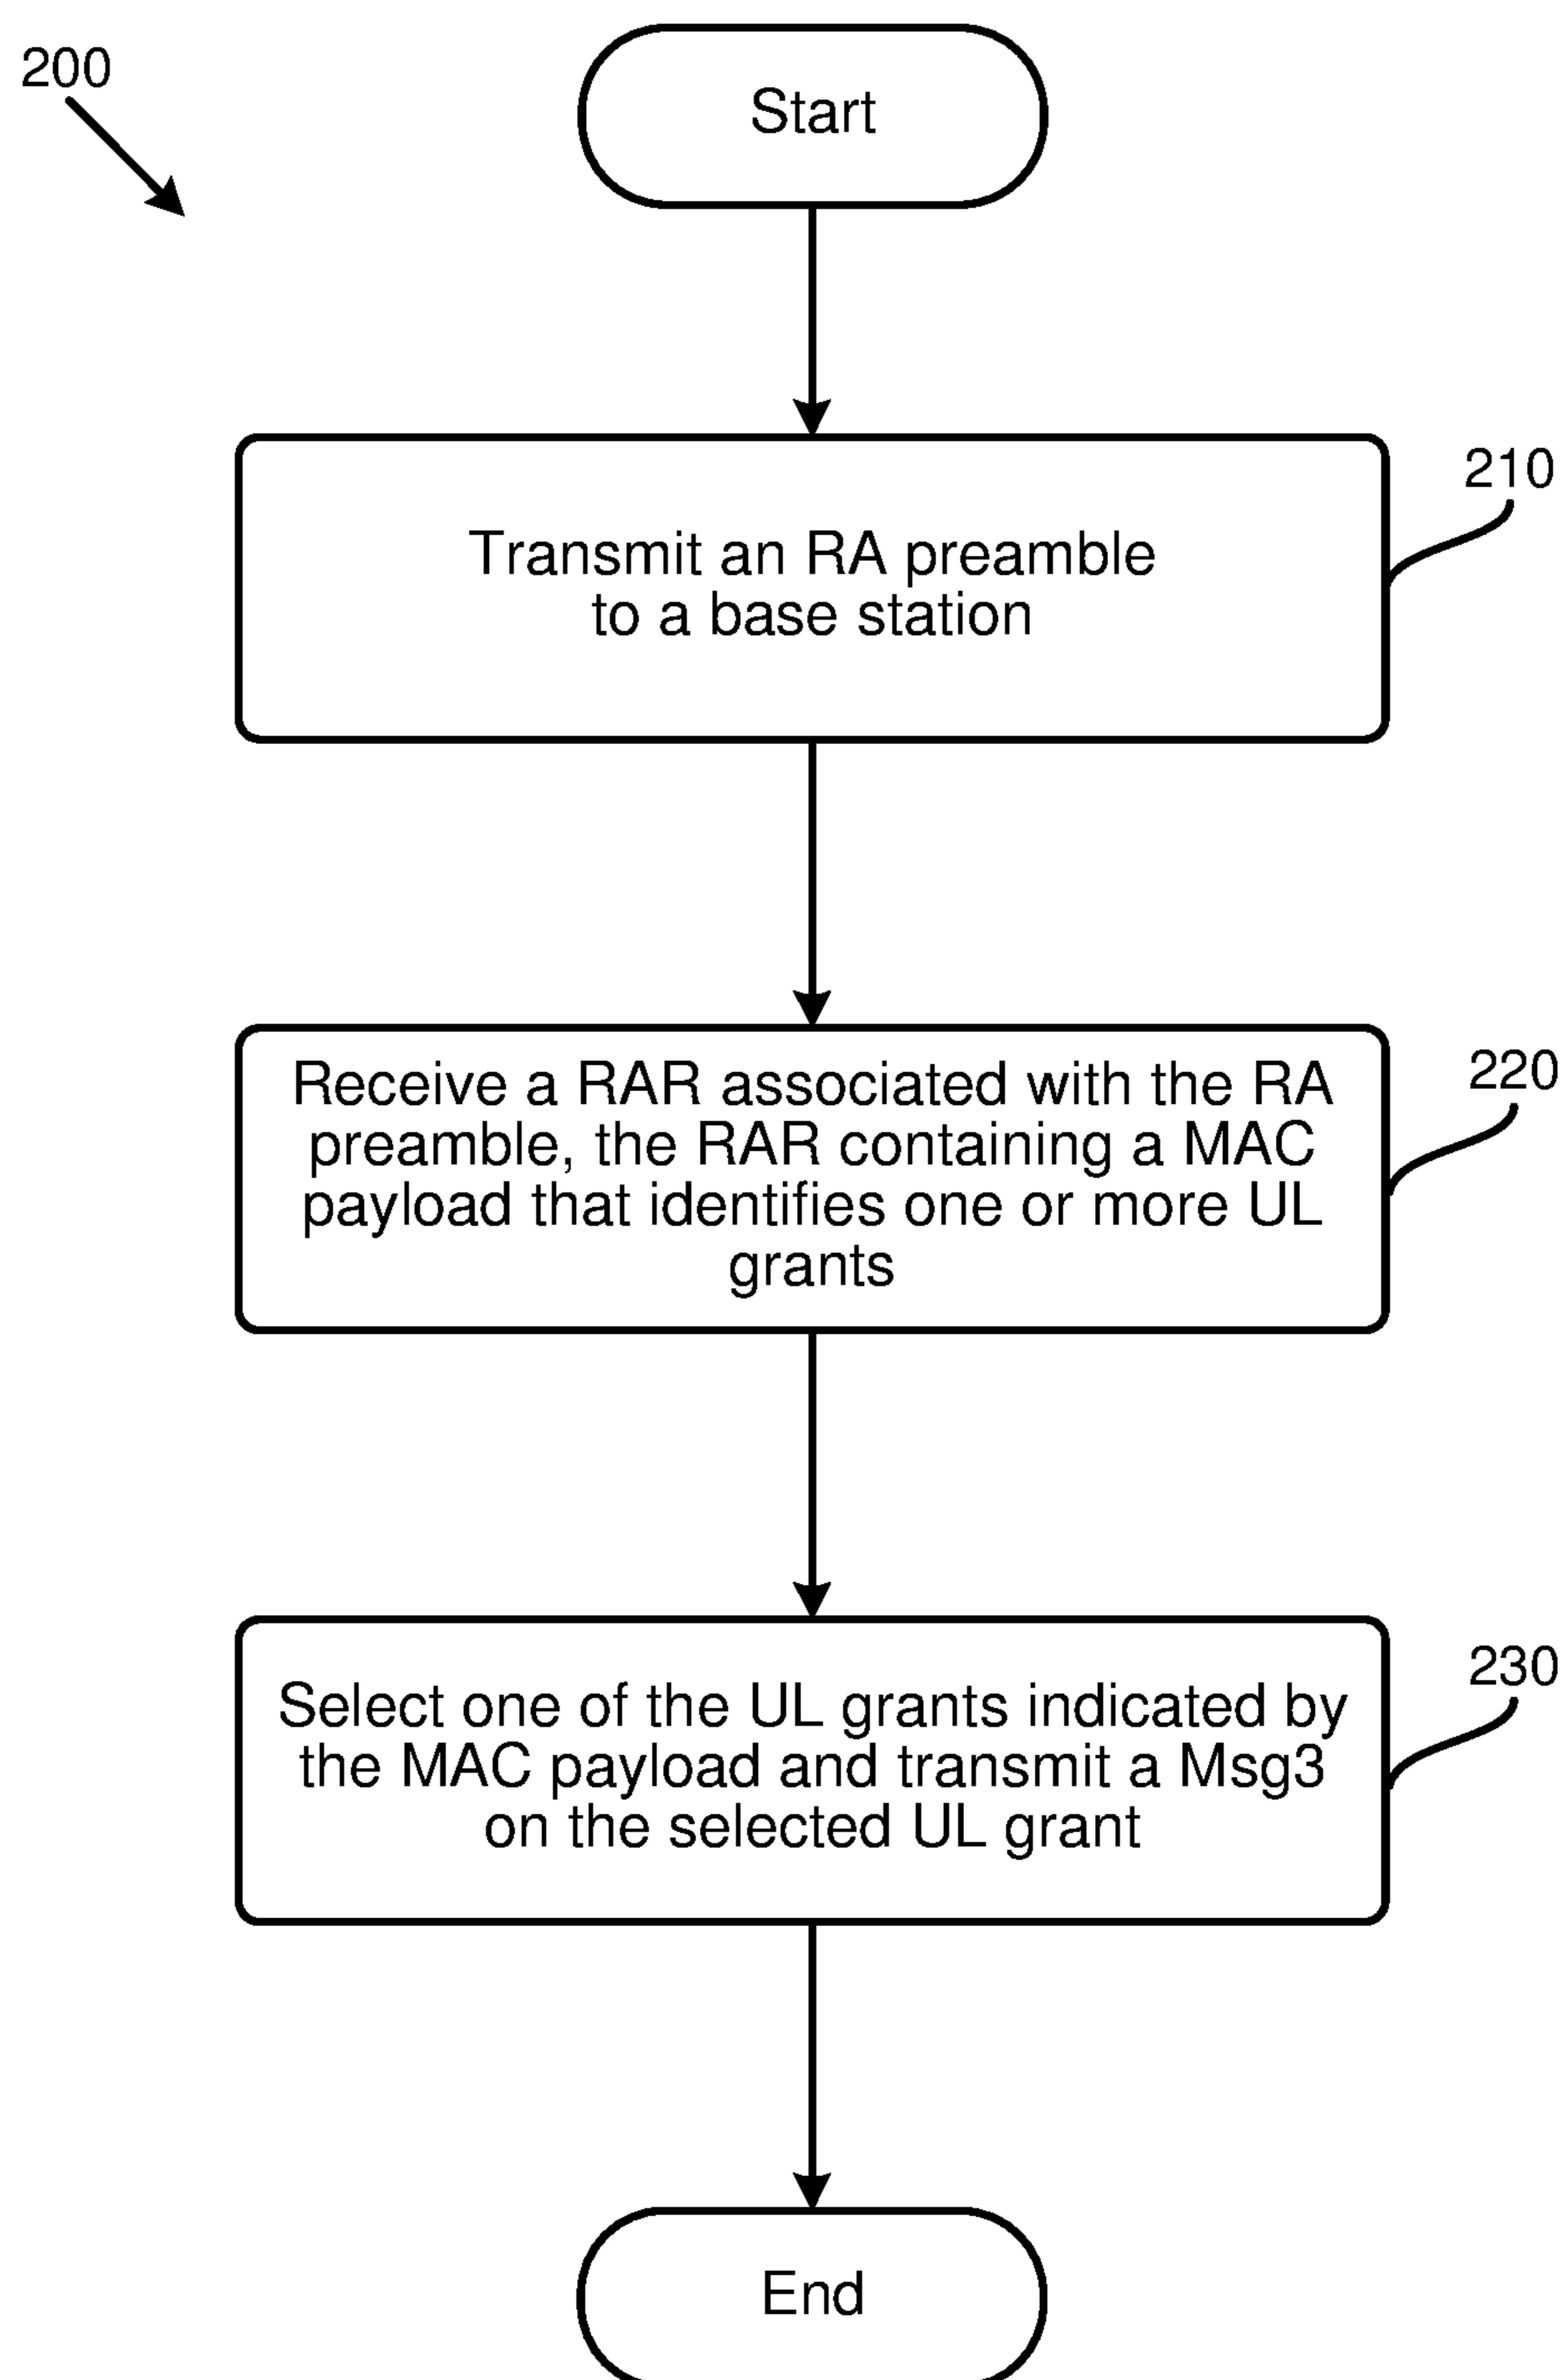 200
Start
210
Transmit an RA preamble
to a base station
220
Receive a RAR associated with the RA
preamble, the RAR containing a MAC
payload that identifies one or more UL
grants
230
Select one of the UL grants indicated by
the MAC payload and transmit a Msg3
on the selected UL grant
End